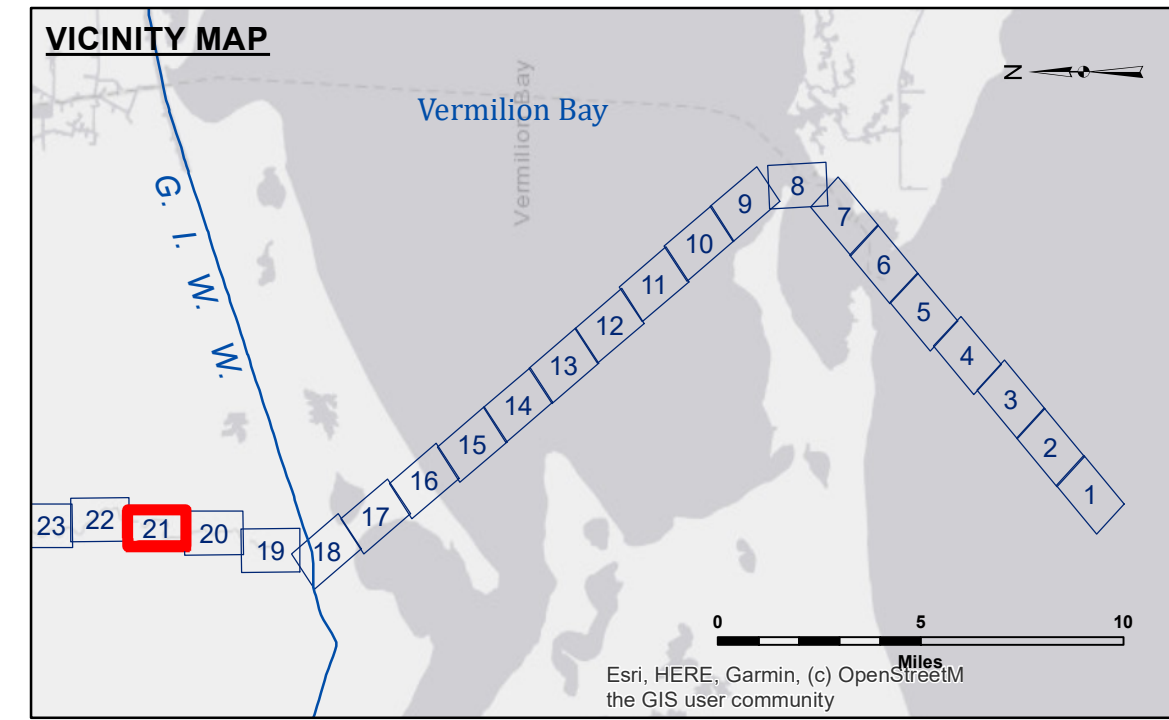 VICINITY MAP
N
Vermilion Bay
Vermilion Bay
G. I. W. W.
8
9
7
10
6
11
5
12
4
13
3
14
2
15
1
16
17
18
19
20
21
22
23
0 5 10
Miles
Esri, HERE, Garmin, (c) OpenStreetM
the GIS user community